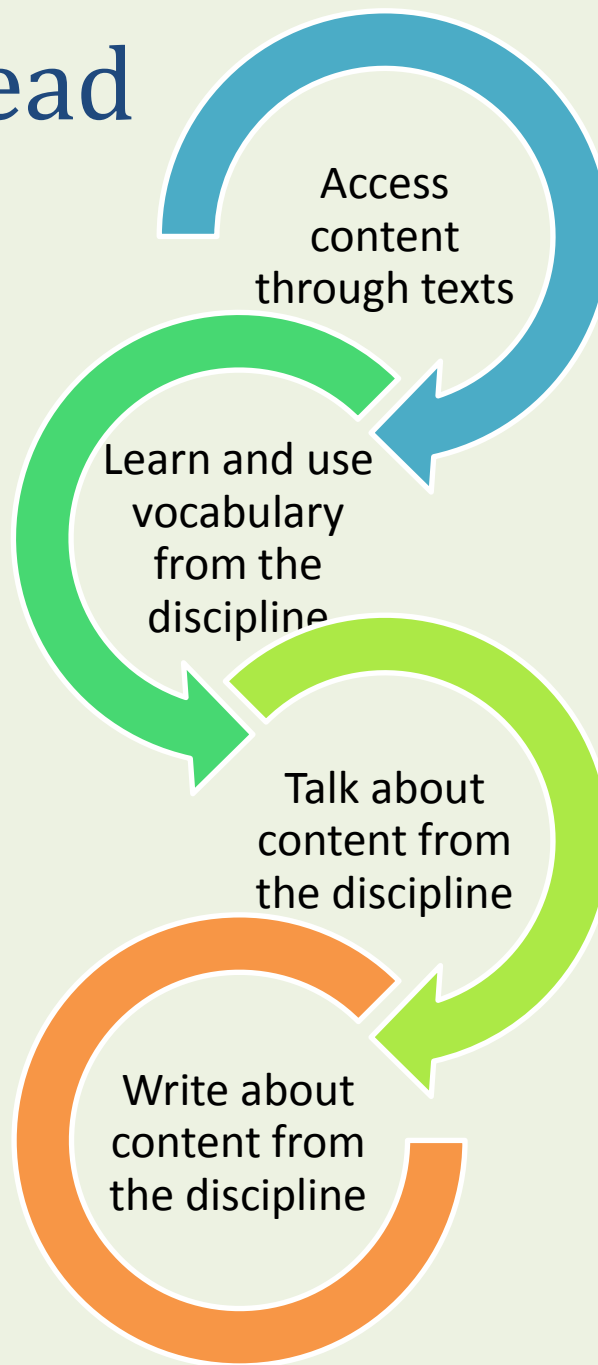 ead
Access
content
through texts
Learn and use
vocabulary
from the
discipline
Talk about
content from
the discipline
Write about
content from
the discipline